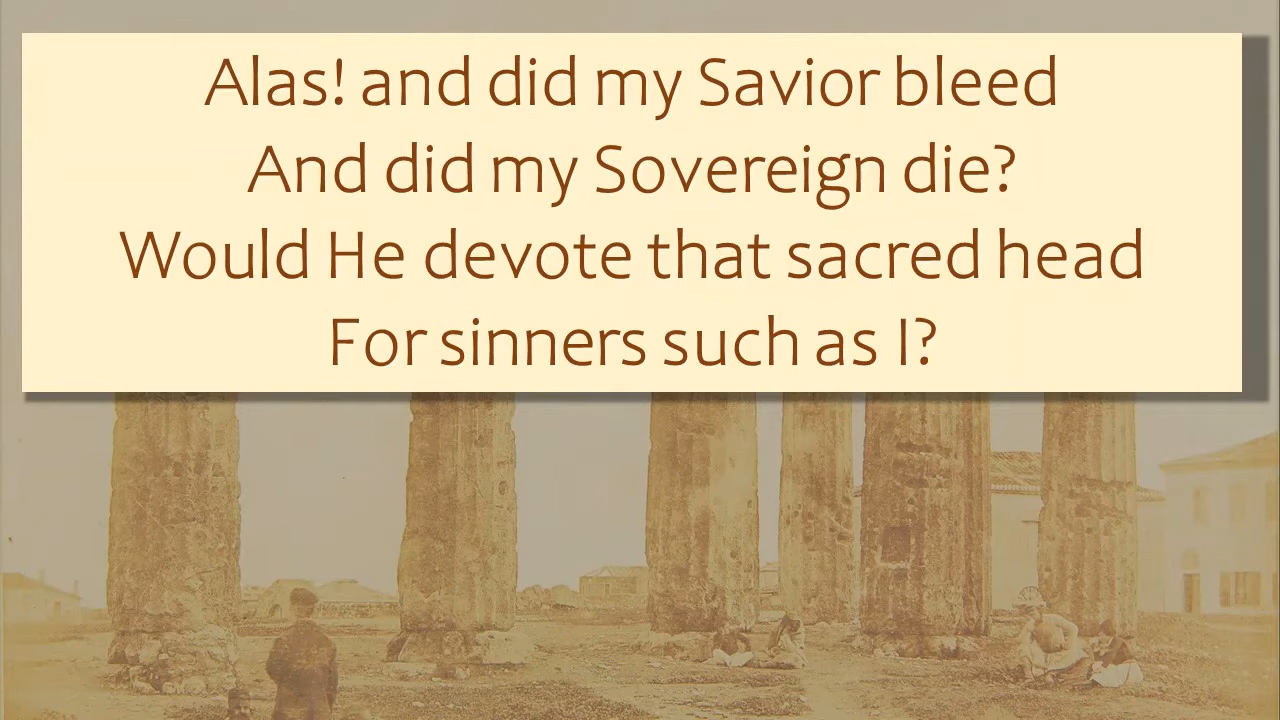 Alas! and did my Savior bleed
And did my Sovereign die?
Would He devote that sacred head
For sinners such as I?